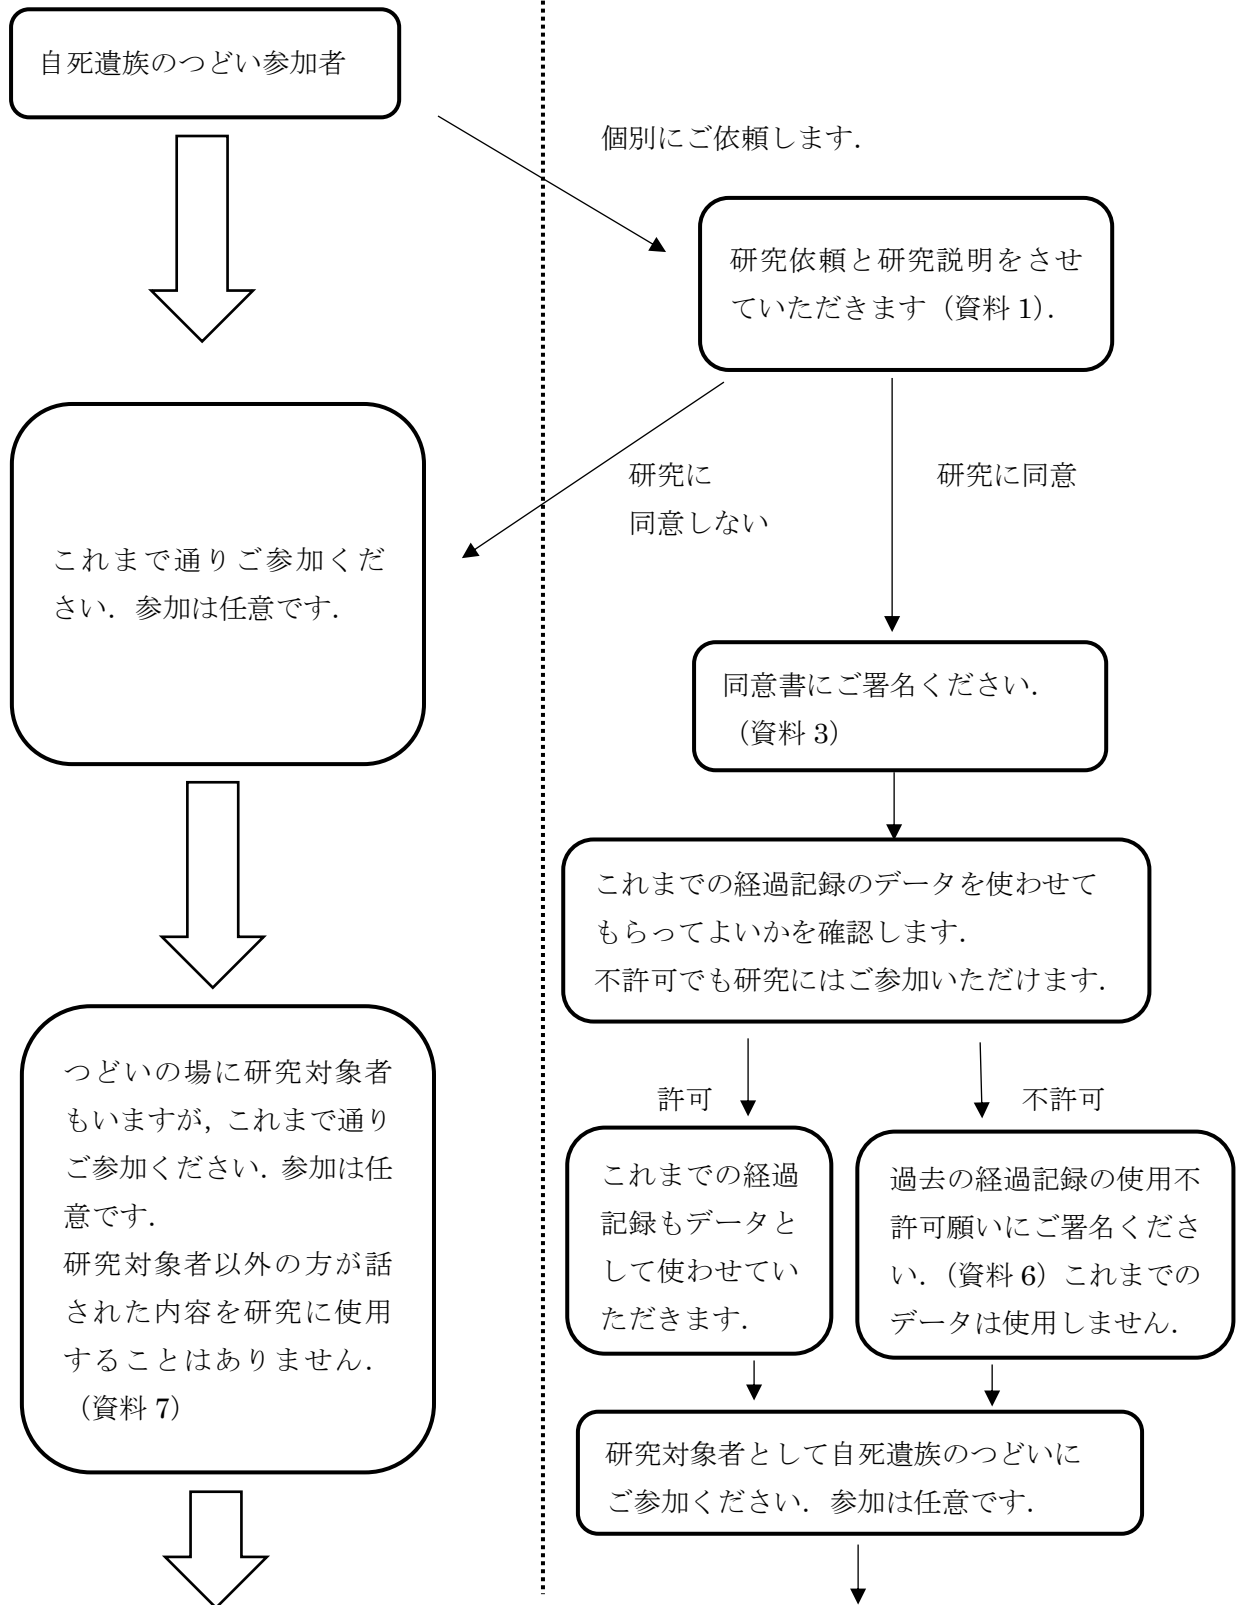 自死遺族のつどい参加者
個別にご依頼します.
研究依頼と研究説明をさせ
ていただきます（資料 1）.
研究に
同意しない
研究に同意
これまで通りご参加くだ
さい. 参加は任意です.
同意書にご署名ください.
（資料 3）
これまでの経過記録のデータを使わせて
もらってよいかを確認します.
不許可でも研究にはご参加いただけます.
つどいの場に研究対象者
もいますが, これまで通り
ご参加ください. 参加は任
意です.
研究対象者以外の方が話
された内容を研究に使用
することはありません.
（資料 7）
許可
不許可
これまでの経過
記録もデータと
して使わせてい
ただきます.
過去の経過記録の使用不
許可願いにご署名くださ
い.（資料 6）これまでの
データは使用しません.
研究対象者として自死遺族のつどいに
ご参加ください. 参加は任意です.